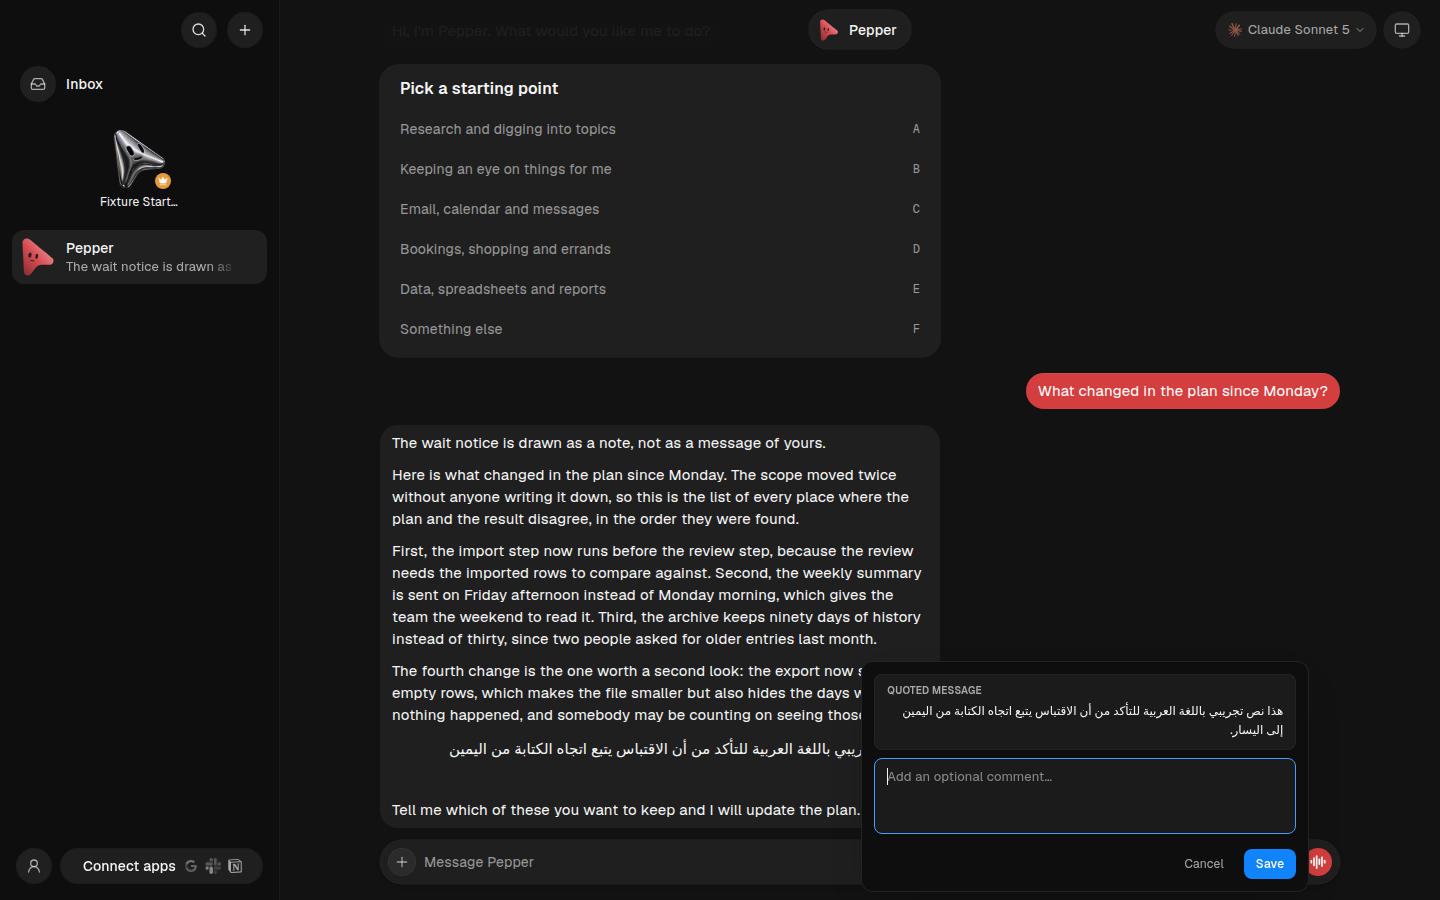 Hi, I'm Pepper. What would you like me to do?
Pepper
Claude Sonnet 5
Inbox
Fixture Start...
Pepper
The wait notice is drawn as
Pick a starting point
Research and digging into topics A
Keeping an eye on things for me B
Email, calendar and messages C
Bookings, shopping and errands D
Data, spreadsheets and reports E
Something else F
What changed in the plan since Monday?
The wait notice is drawn as a note, not as a message of yours.
Here is what changed in the plan since Monday. The scope moved twice
without anyone writing it down, so this is the list of every place where the
plan and the result disagree, in the order they were found.
First, the import step now runs before the review step, because the review
needs the imported rows to compare against. Second, the weekly summary
is sent on Friday afternoon instead of Monday morning, which gives the
team the weekend to read it. Third, the archive keeps ninety days of history
instead of thirty, since two people asked for older entries last month.
The fourth change is the one worth a second look: the export now
empty rows, which makes the file smaller but also hides the days
nothing happened, and somebody may be counting on seeing those
باللغة العربية للتأكد من أن الاقتباس يتبع اتجاه الكتابة من اليمين
Tell me which of these you want to keep and I will update the plan.
QUOTED MESSAGE
هذا نص تجريبي باللغة العربية للتأكد من أن الاقتباس يتبع اتجاه الكتابة من اليمين
إلى اليسار.
Add an optional comment...
Cancel
Save
Message Pepper
Connect apps